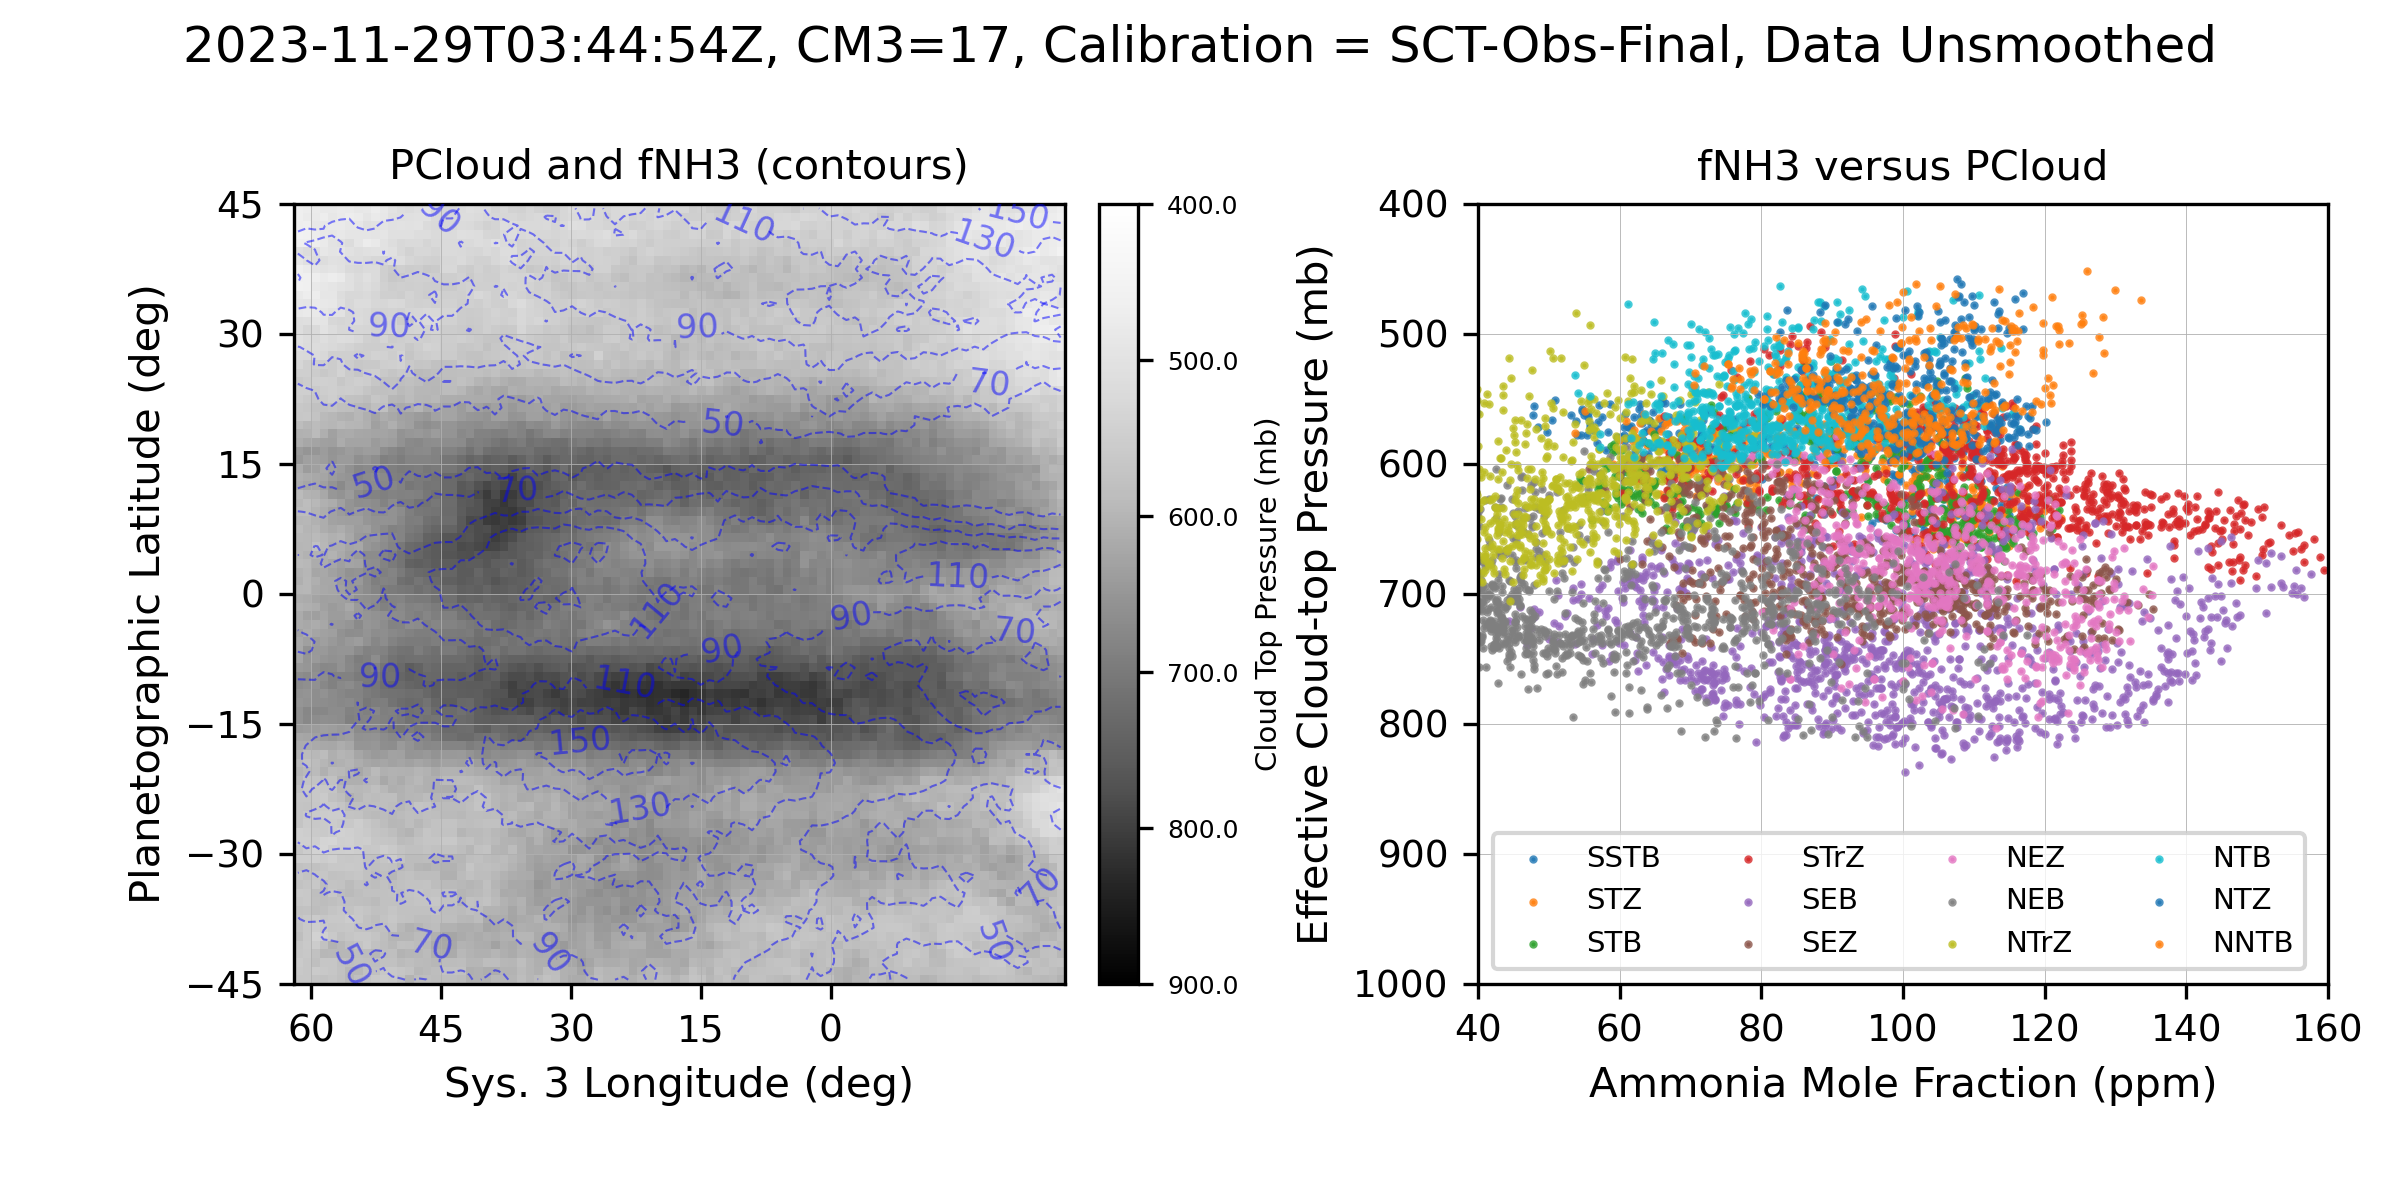 2023-11-29T03:44:54Z, CM3=17, Calibration = SCT-Obs-Final, Data Unsmoothed
PCloud and fNH3 (contours)
Planetographic Latitude (deg)
45
30
15
0
−15
−30
−45
60
45
30
15
0
Sys. 3 Longitude (deg)
90
110
150
130
90
90
70
50
50
70
110
110
90
70
90
90
110
150
130
70
50
70
90
50
400.0
500.0
600.0
700.0
800.0
900.0
Cloud Top Pressure (mb)
fNH3 versus PCloud
Effective Cloud-top Pressure (mb)
400
500
600
700
800
900
1000
40
60
80
100
120
140
160
Ammonia Mole Fraction (ppm)
SSTB
STZ
STB
STrZ
SEB
SEZ
NEZ
NEB
NTrZ
NTB
NTZ
NNTB